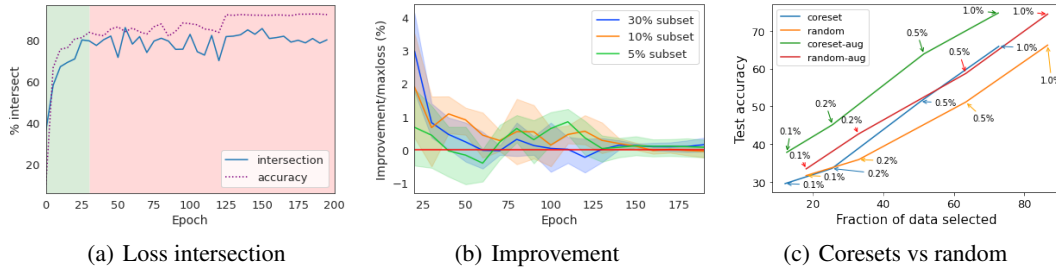 % intersect
80
60
40
20
0
25
50
75
100
125
150
175
200
Epoch
intersection
accuracy
(a) Loss intersection
Improvement/maxloss (%)
4
3
2
1
0
−1
25
50
75
100
125
150
175
Epoch
30% subset
10% subset
5% subset
(b) Improvement
Test accuracy
70
60
50
40
30
20
40
60
80
Fraction of data selected
coreset
random
coreset-aug
random-aug
1.0%
1.0%
0.5%
0.5%
1.0%
1.0%
0.2%
0.2%
0.5%
0.5%
0.1%
0.1%
0.2%
0.2%
0.1%
0.1%
(c) Coresets vs random